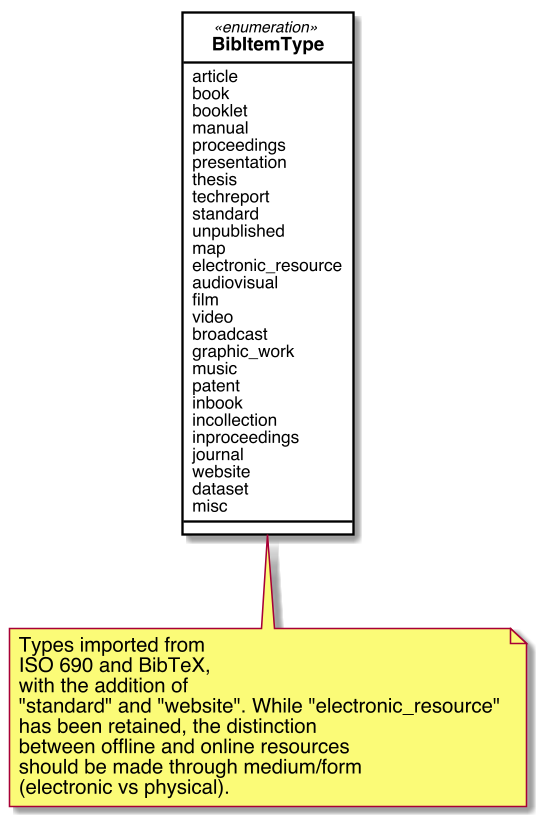 «enumeration»
BibItemType
article
book
booklet
manual
proceedings
presentation
thesis
techreport
standard
unpublished
map
electronic_resource
audiovisual
film
video
broadcast
graphic_work
music
patent
inbook
incollection
inproceedings
journal
website
dataset
misc
Types imported from
ISO 690 and BibTeX,
with the addition of
"standard" and "website". While "electronic_resource"
has been retained, the distinction
between offline and online resources
should be made through medium/form
(electronic vs physical).